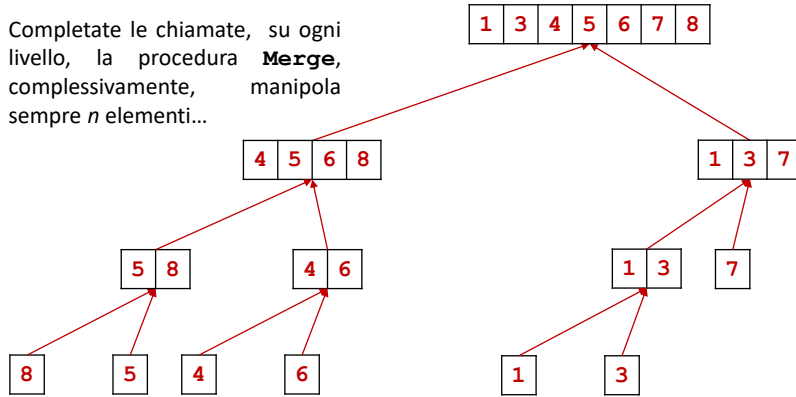 Completate le chiamate, su ogni
livello, la procedura Merge,
complessivamente, manipola
sempre n elementi…
1 3 4 5 6 7 8
4 5 6 8
1 3 7
5 8
4 6
1 3
7
8
5
4
6
1
3